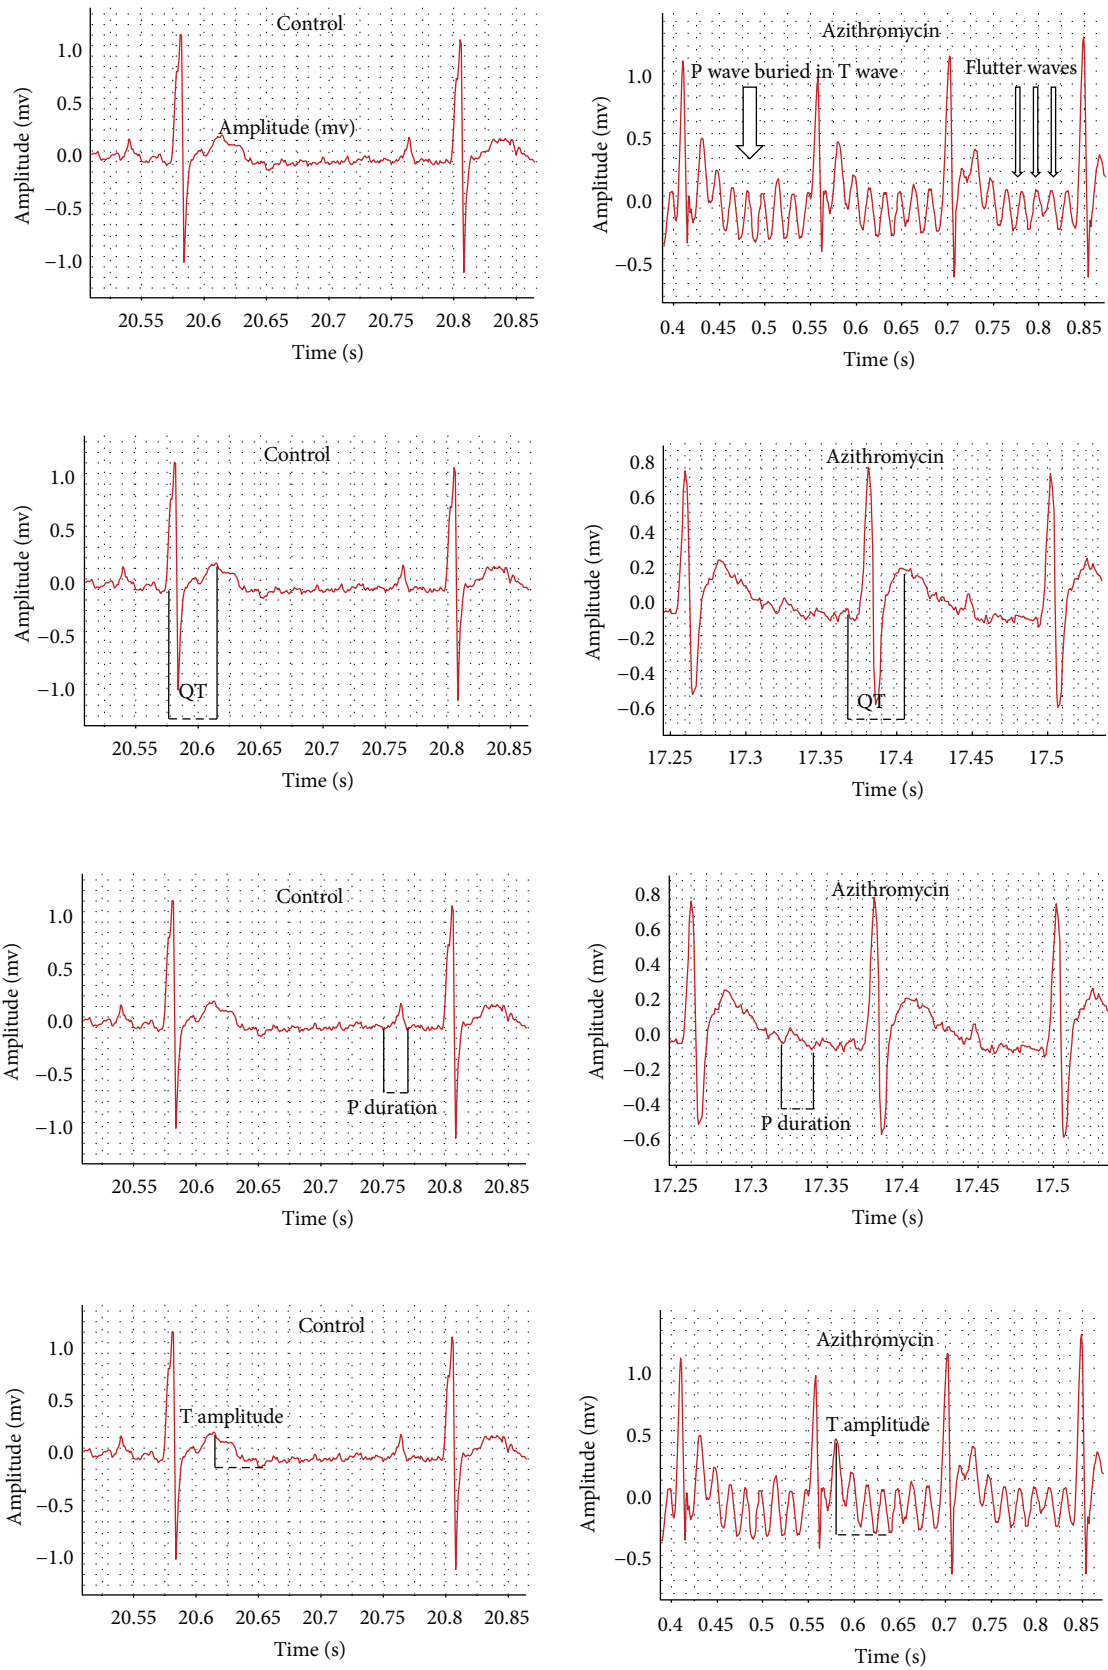 Control
Amplitude (mv)
1.0
0.5
0.0
−0.5
−1.0
Amplitude (mv)
20.55 20.6 20.65 20.7 20.75 20.8 20.85
Time (s)
Azithromycin
P wave buried in T wave
Flutter waves
Amplitude (mv)
1.0
0.5
0.0
−0.5
0.4 0.45 0.5 0.55 0.6 0.65 0.7 0.75 0.8 0.85
Time (s)
Control
Amplitude (mv)
1.0
0.5
0.0
−0.5
−1.0
QT
20.55 20.6 20.65 20.7 20.75 20.8 20.85
Time (s)
Azithromycin
Amplitude (mv)
0.8
0.6
0.4
0.2
0.0
−0.2
−0.4
−0.6
QT
17.25 17.3 17.35 17.4 17.45 17.5
Time (s)
Control
Amplitude (mv)
1.0
0.5
0.0
−0.5
−1.0
P duration
20.55 20.6 20.65 20.7 20.75 20.8 20.85
Time (s)
Azithromycin
Amplitude (mv)
0.8
0.6
0.4
0.2
0.0
−0.2
−0.4
−0.6
P duration
17.25 17.3 17.35 17.4 17.45 17.5
Time (s)
Control
Amplitude (mv)
1.0
0.5
0.0
−0.5
−1.0
T amplitude
20.55 20.6 20.65 20.7 20.75 20.8 20.85
Time (s)
Azithromycin
Amplitude (mv)
1.0
0.5
0.0
−0.5
T amplitude
0.4 0.45 0.5 0.55 0.6 0.65 0.7 0.75 0.8 0.85
Time (s)